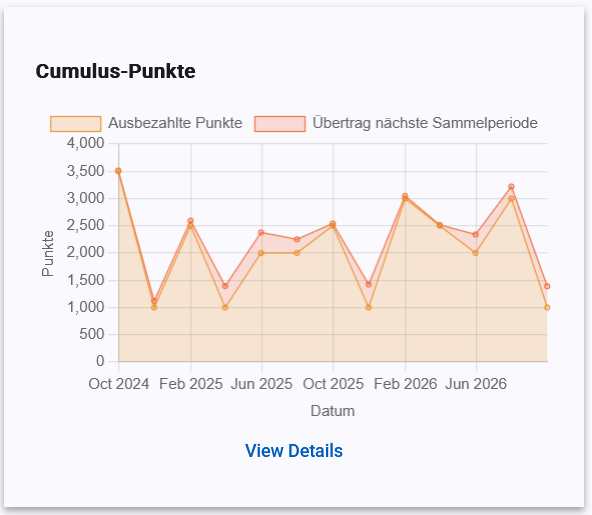 Cumulus-Punkte
Ausbezahlte Punkte Übertrag nächste Sammelperiode
4,000
3,500
3,000
2,500
2,000
1,500
1,000
500
0
Punkte
Oct 2024 Feb 2025 Jun 2025 Oct 2025 Feb 2026 Jun 2026
Datum
View Details